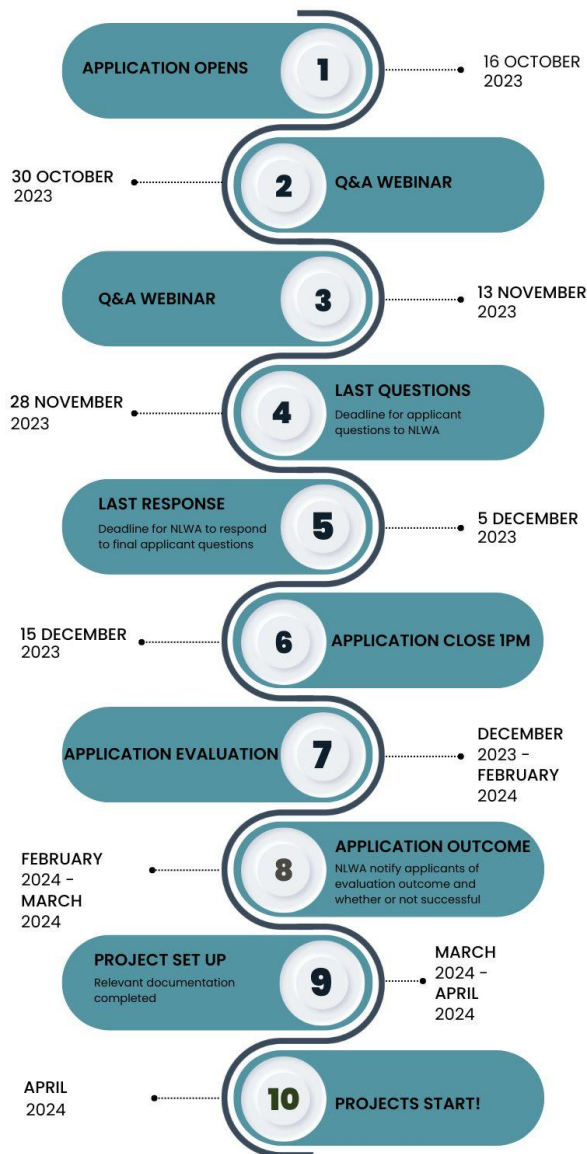 APPLICATION OPENS
1
16 OCTOBER
2023
30 OCTOBER
2023
2
Q&A WEBINAR
Q&A WEBINAR
3
13 NOVEMBER
2023
28 NOVEMBER
2023
4
LAST QUESTIONS
Deadline for applicant
questions to NLWA
LAST RESPONSE
Deadline for NLWA to respond
to final applicant questions
5
5 DECEMBER
2023
15 DECEMBER
2023
6
APPLICATION CLOSE 1PM
APPLICATION EVALUATION
7
DECEMBER
2023 -
FEBRUARY
2024
FEBRUARY
2024 -
MARCH
2024
8
APPLICATION OUTCOME
NLWA notify applicants of
evaluation outcome and
whether or not successful
PROJECT SET UP
Relevant documentation
completed
9
MARCH
2024 -
APRIL
2024
APRIL
2024
10
PROJECTS START!